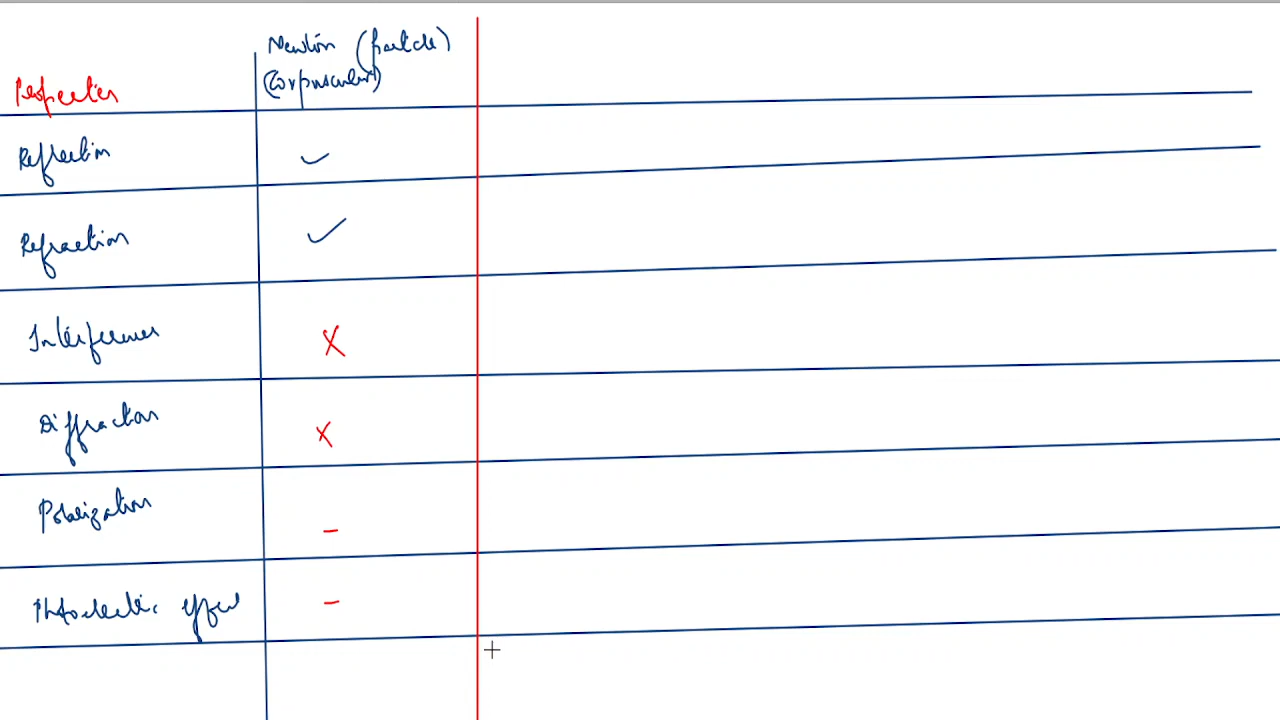 Newton (particle)
(corpuscular)
Properties
Reflection ✓
Refraction ✓
Interference X
Diffraction X
Polarization -
Photoelectric effect -